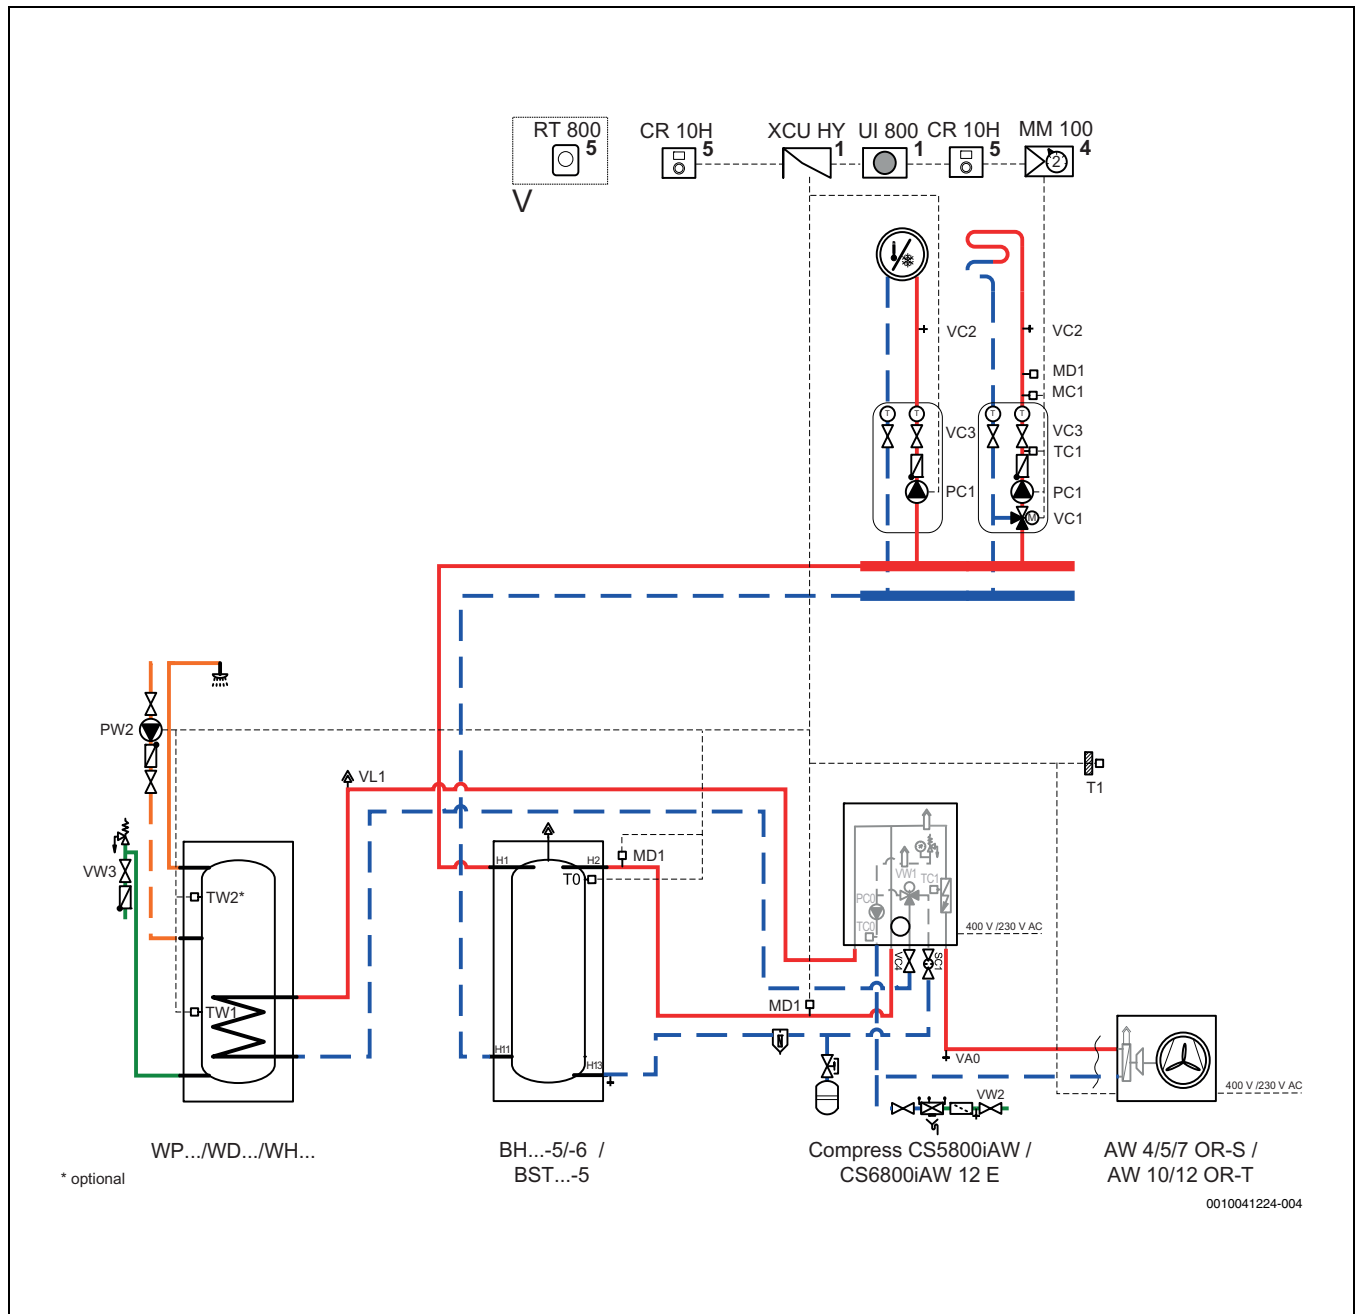 RT 800
5
V
CR 10H
5
XCU HY
1
UI 800
1
CR 10H
5
MM 100
4
2
VC2
VC2
MD1
MC1
T
T
T
T
VC3
VC3
TC1
PC1
PC1
M
VC1
PW2
VL1
T1
VW3
TW2*
TW1
H1
H2
MD1
T0
H11
H13
VW1
TC1
PC0
TC0
400 V /230 V AC
VC4
SC1
MD1
VA0
VW2
400 V /230 V AC
WP.../WD.../WH...
BH...-5/-6 /
BST...-5
Compress CS5800iAW /
CS6800iAW 12 E
AW 4/5/7 OR-S /
AW 10/12 OR-T
* optional
0010041224-004